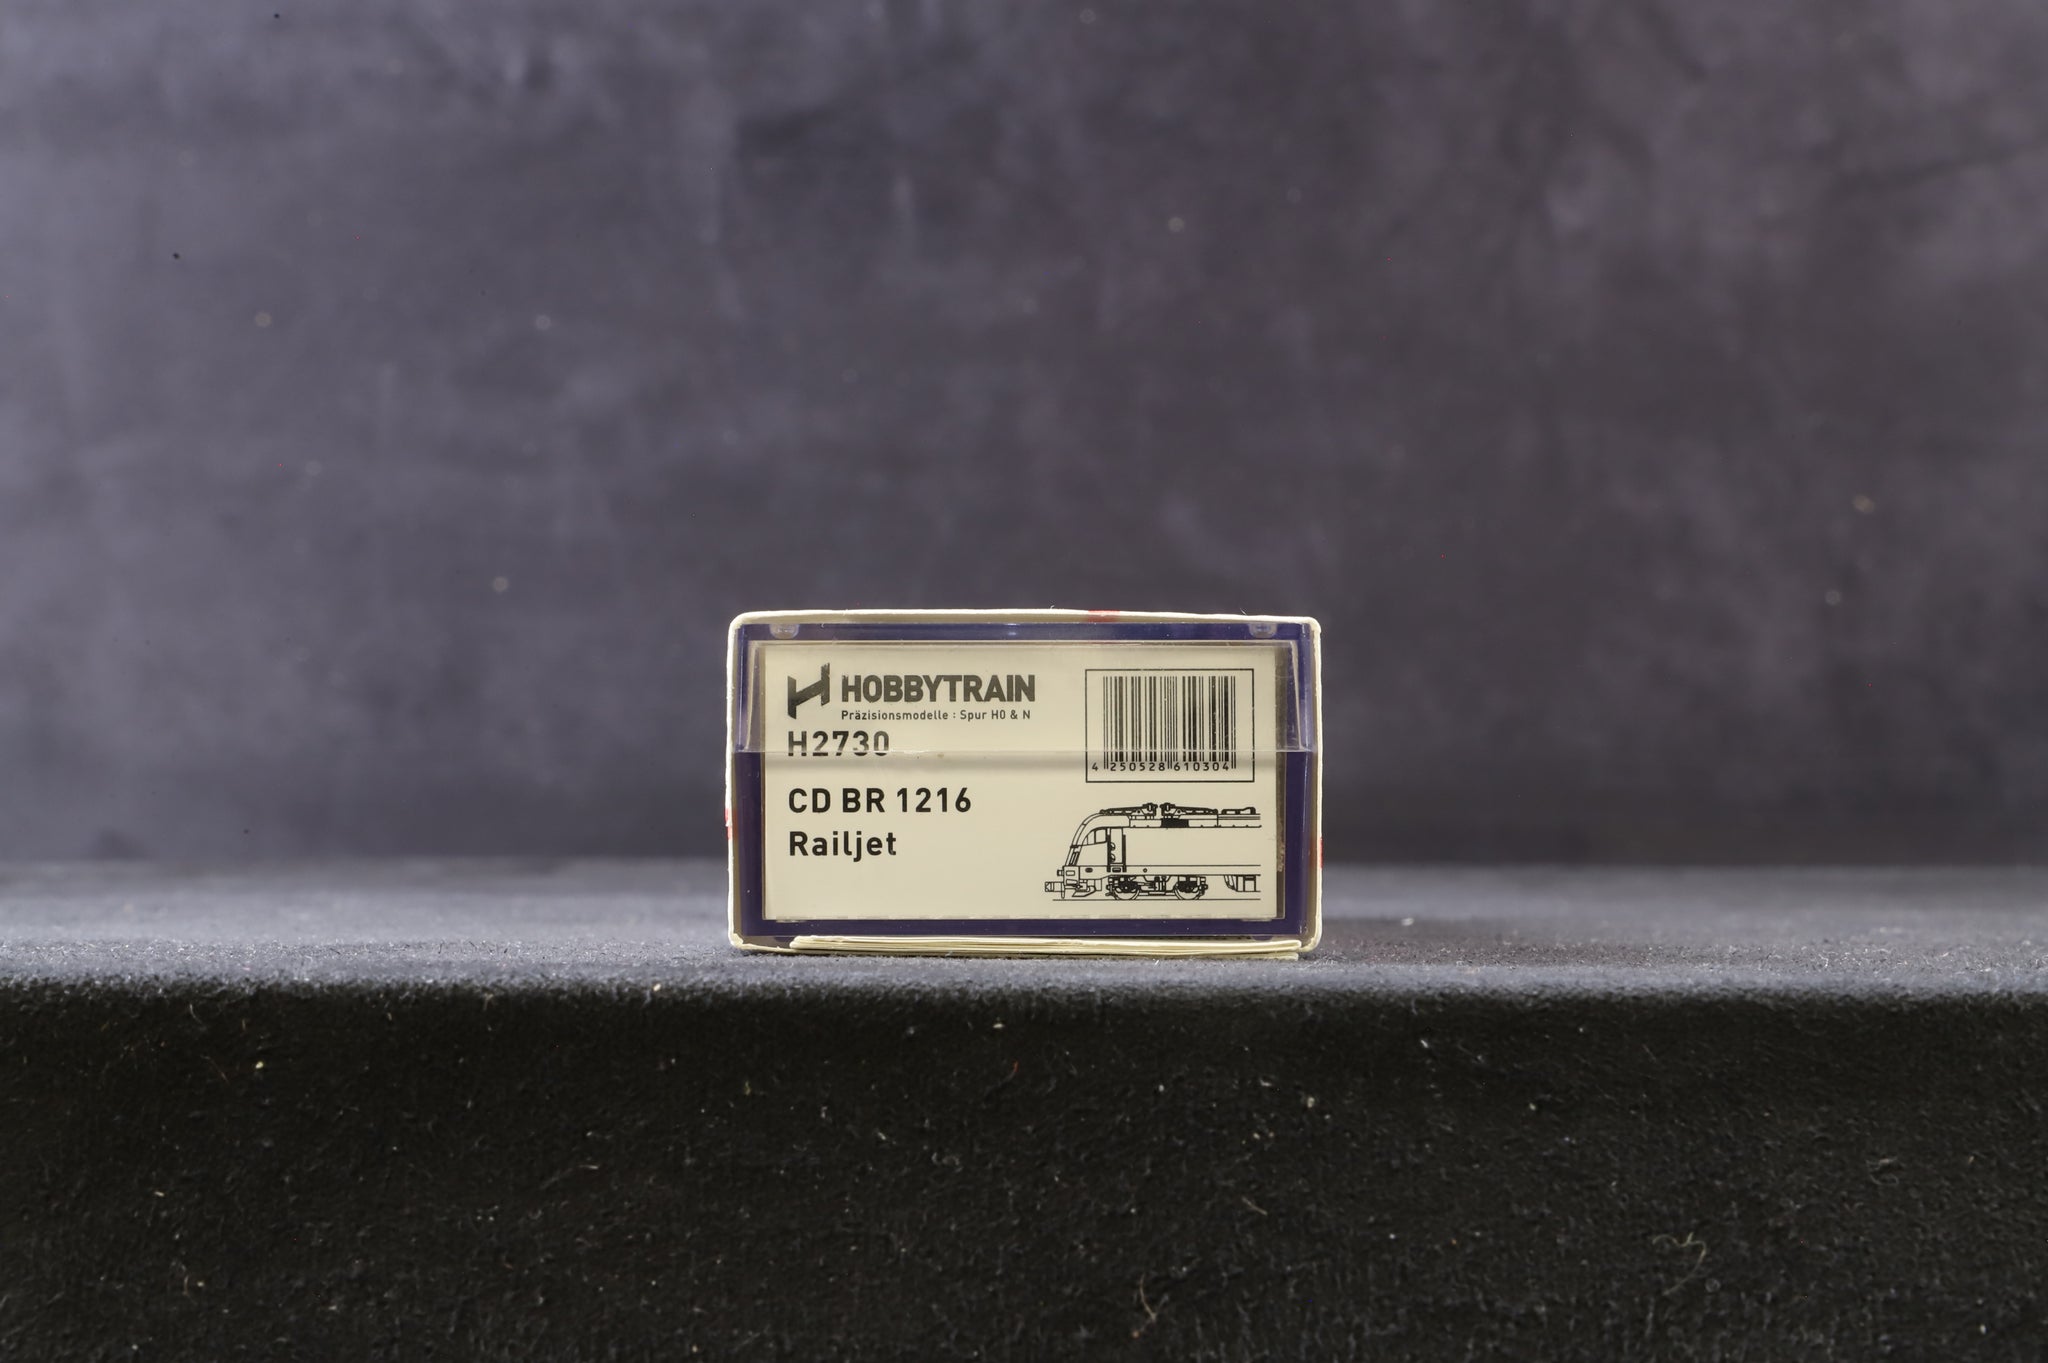 HOBBYTRAIN
Präzisionsmodelle : Spur H0 & N
H2730
4 250528 610304
CD BR 1216
Railjet